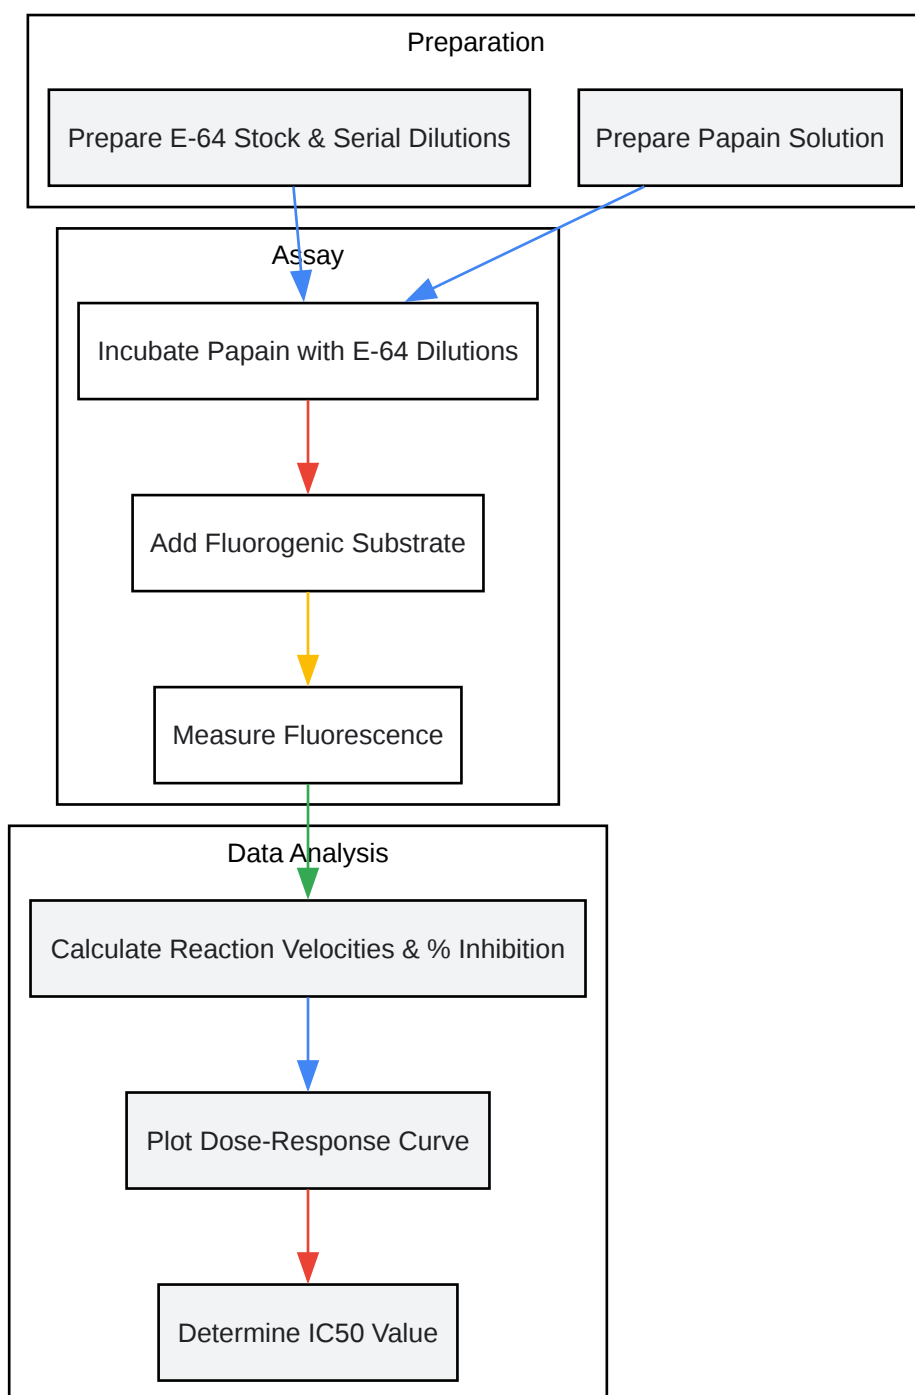 Preparation
Prepare E-64 Stock & Serial Dilutions
Prepare Papain Solution
Assay
Incubate Papain with E-64 Dilutions
Add Fluorogenic Substrate
Measure Fluorescence
Data Analysis
Calculate Reaction Velocities & % Inhibition
Plot Dose-Response Curve
Determine IC50 Value